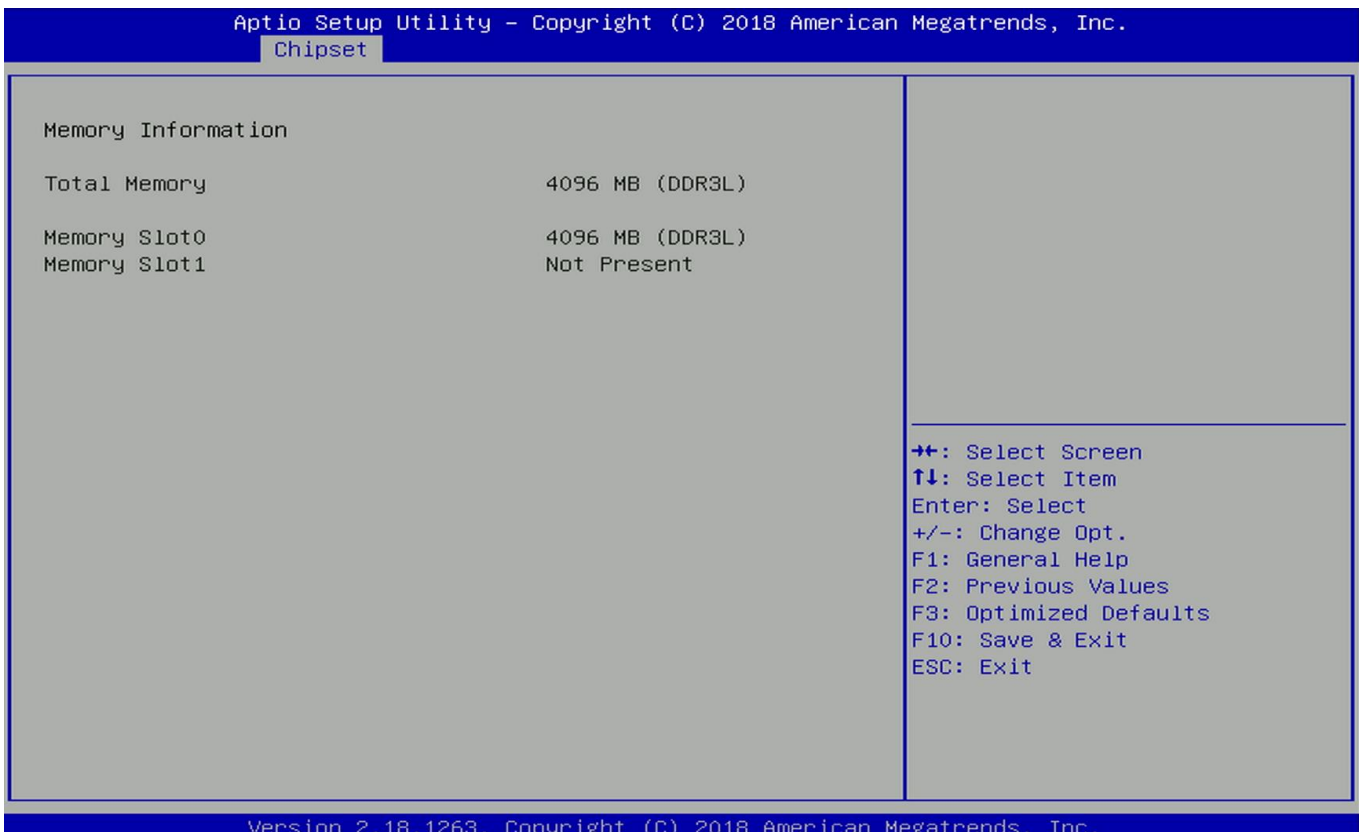 Aptio Setup Utility – Copyright (C) 2018 American Megatrends, Inc.
Chipset
Memory Information
Total Memory 4096 MB (DDR3L)
Memory Slot0 4096 MB (DDR3L)
Memory Slot1 Not Present
→←: Select Screen
↑↓: Select Item
Enter: Select
+/-: Change Opt.
F1: General Help
F2: Previous Values
F3: Optimized Defaults
F10: Save & Exit
ESC: Exit
Version 2.18.1263. Copyright (C) 2018 American Megatrends, Inc.